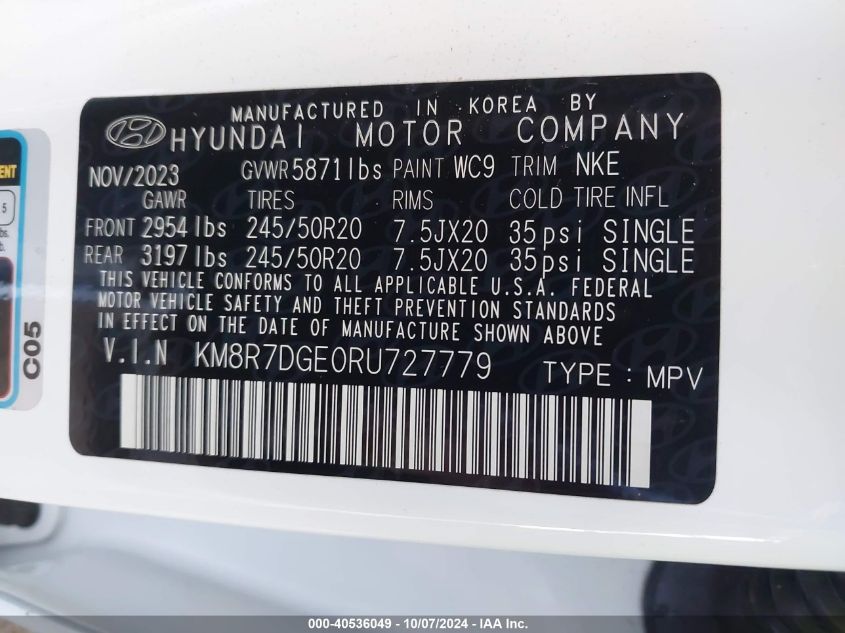 MANUFACTURED IN KOREA BY
HYUNDAI MOTOR COMPANY
NOV/2023 GVWR 5871lbs PAINT WC9 TRIM NKE
GAWR TIRES RIMS COLD TIRE INFL
FRONT 2954 lbs 245/50R20 7.5JX20 35psi SINGLE
REAR 3197 lbs 245/50R20 7.5JX20 35psi SINGLE
THIS VEHICLE CONFORMS TO ALL APPLICABLE U.S.A. FEDERAL
MOTOR VEHICLE SAFETY AND THEFT PREVENTION STANDARDS
IN EFFECT ON THE DATE OF MANUFACTURE SHOWN ABOVE
V.I.N KM8R7DGE0RU727779 TYPE : MPV
C05
000-40536049 - 10/07/2024 - IAA Inc.